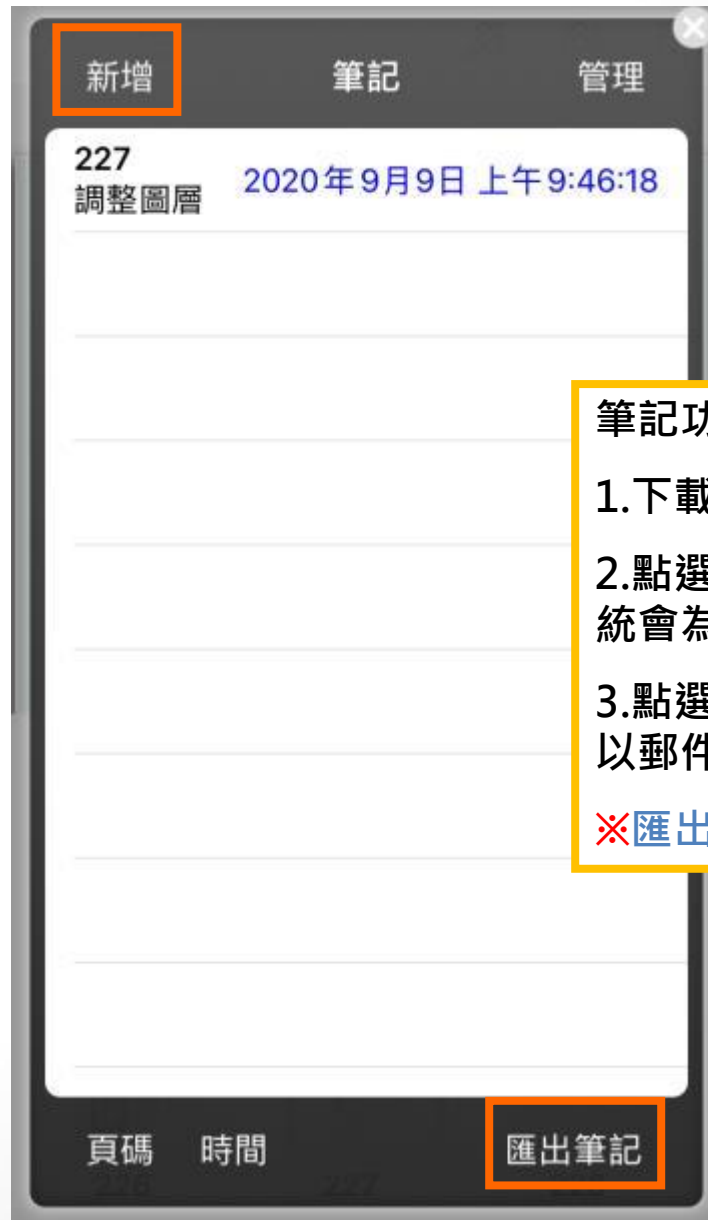 新增 筆記 管理
227
調整圖層 2020年9月9日 上午9:46:18
筆記功
1.下載
2.點選
統會為
3.點選
以郵件
※匯出
頁碼 時間 匯出筆記
226 227